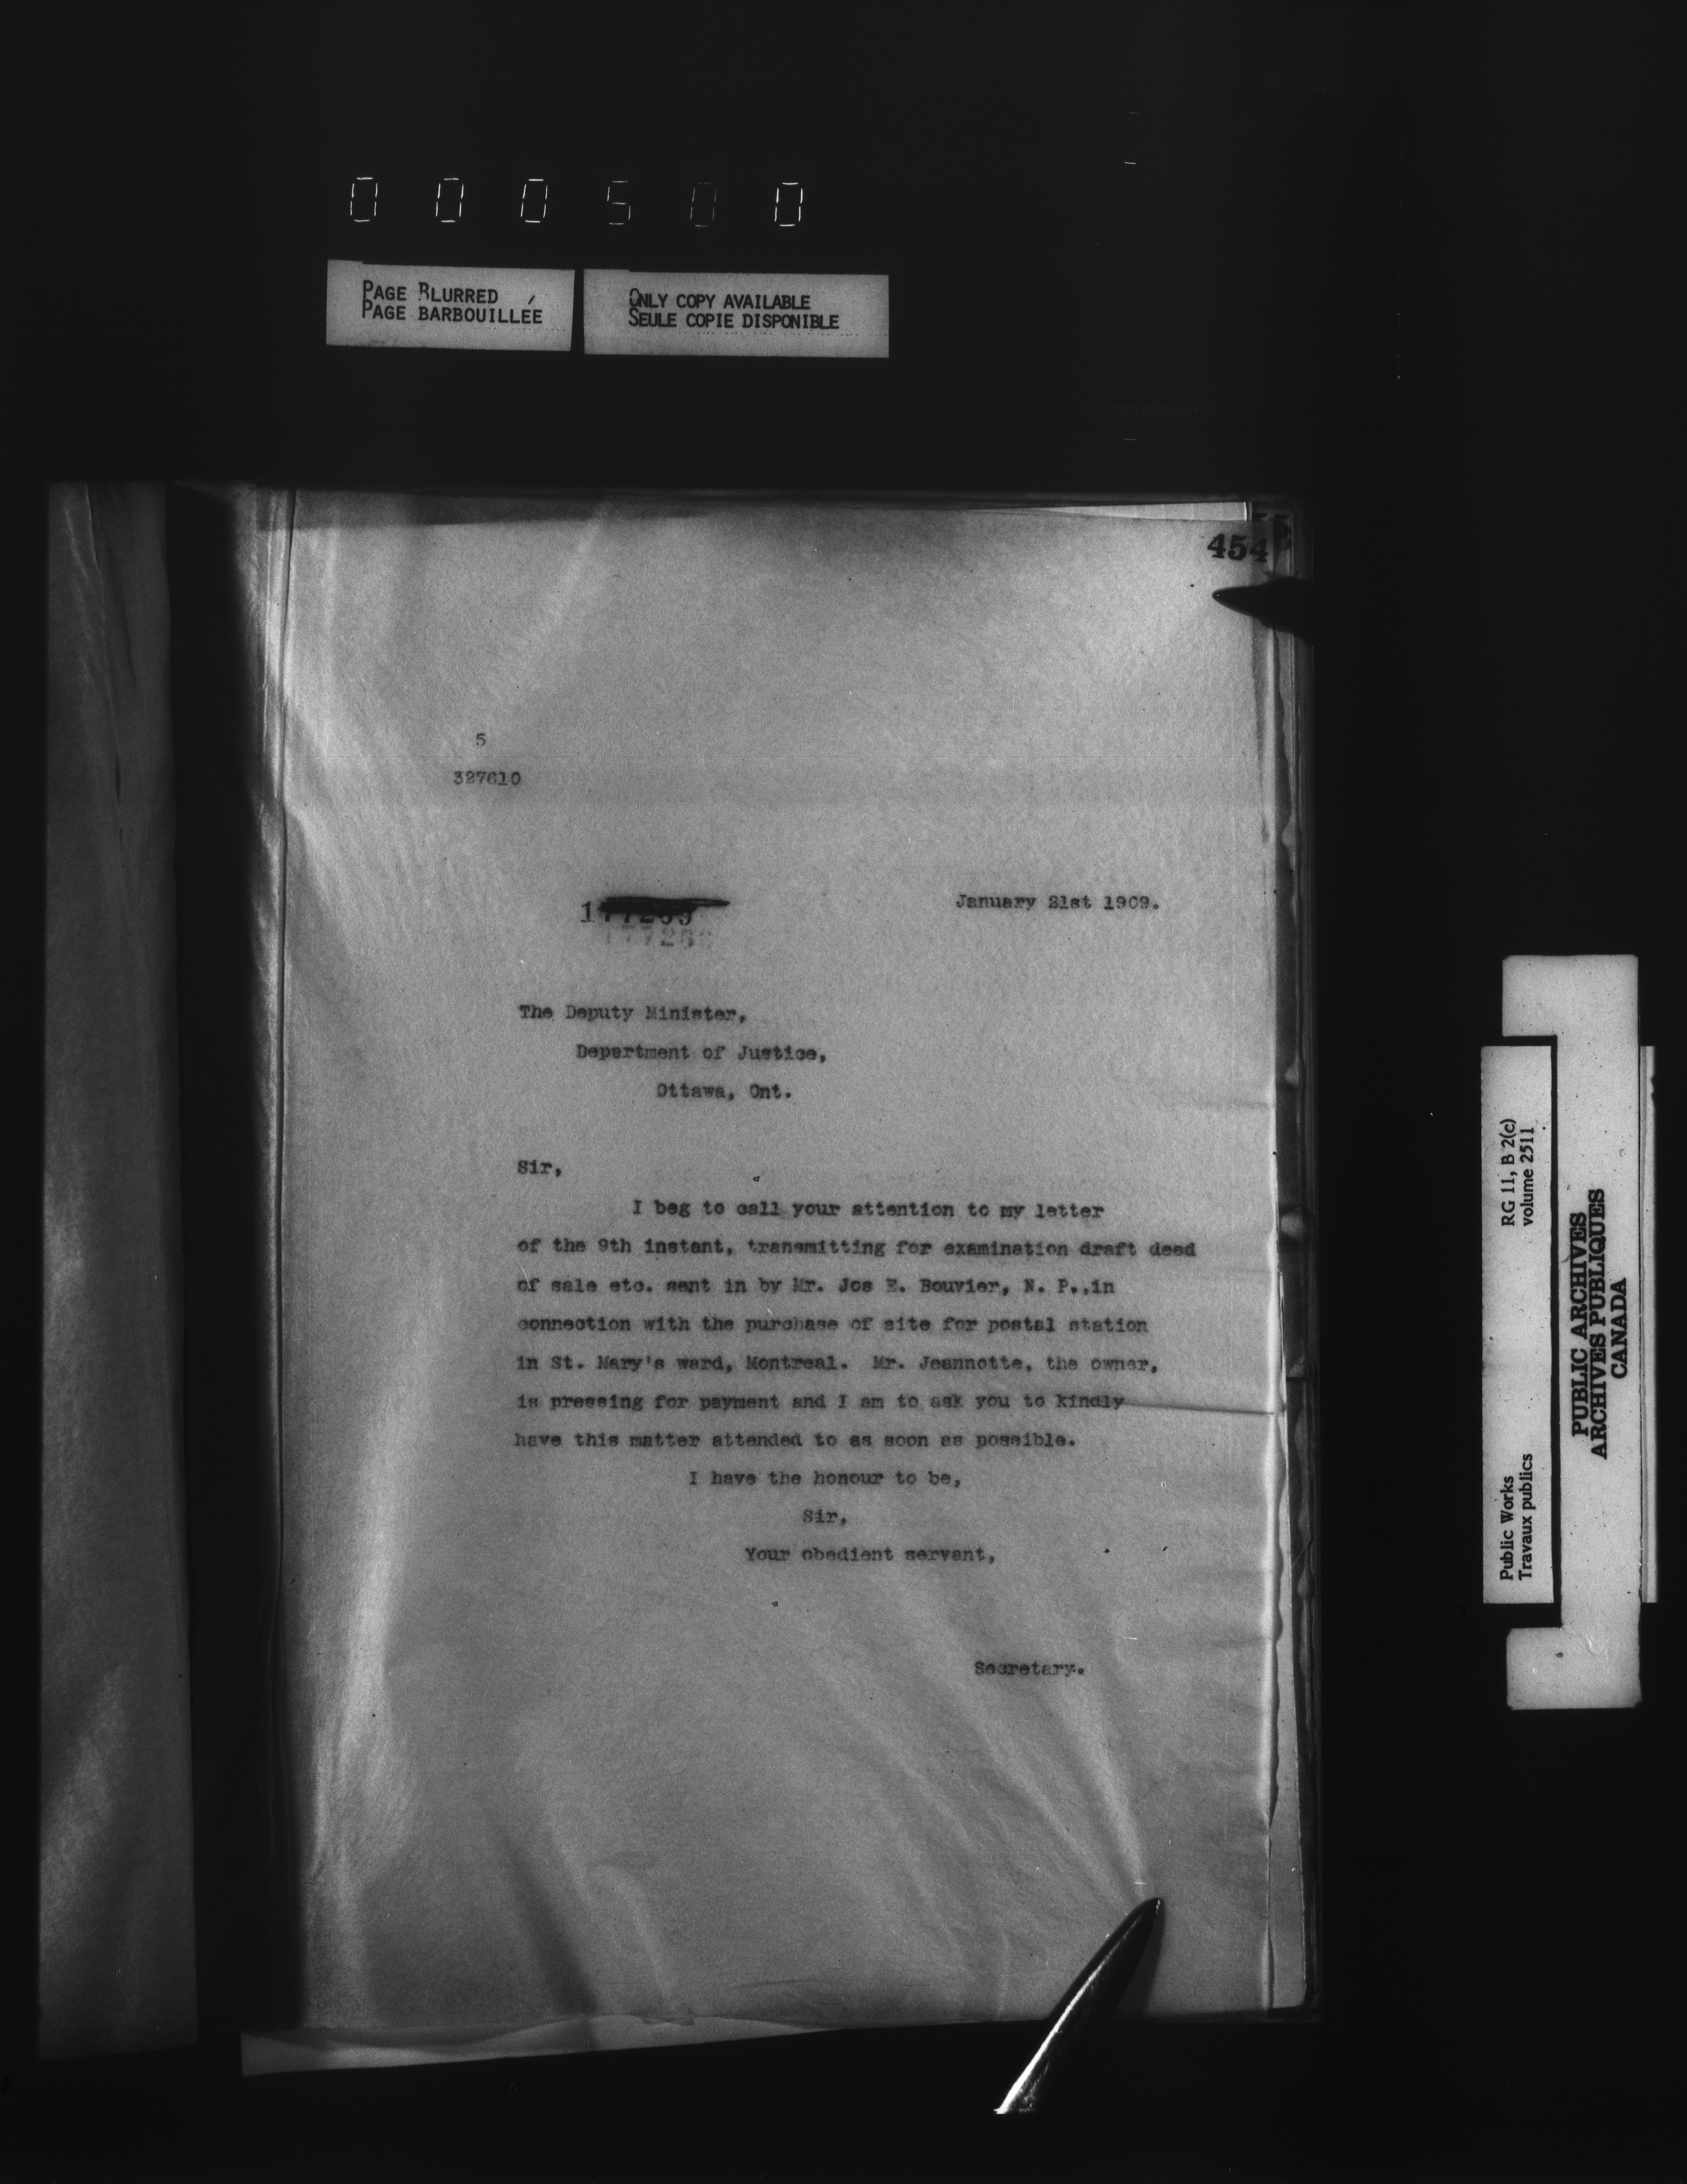 000500
PAGE BLURRED
PAGE BARBOUILLÉE
ONLY COPY AVAILABLE
SEULE COPIE DISPONIBLE
454
5
327610
January 21st 1909.
The Deputy Minister,
Department of Justice,
Ottawa, Ont.
Sir,
I beg to call your attention to my letter
of the 9th instant, transmitting for examination draft deed
of sale etc. sent in by Mr. Jos E. Bouvier, N. P.,in
connection with the purchase of site for postal station
in St. Mary's ward, Montreal. Mr. Jeannotte, the owner,
is pressing for payment and I am to ask you to kindly
have this matter attended to as soon as possible.
I have the honour to be,
Sir,
Your obedient servant,
Secretary.
Public Works
Travaux publics
RG 11, B 2(c)
volume 2511
PUBLIC ARCHIVES
ARCHIVES PUBLIQUES
CANADA